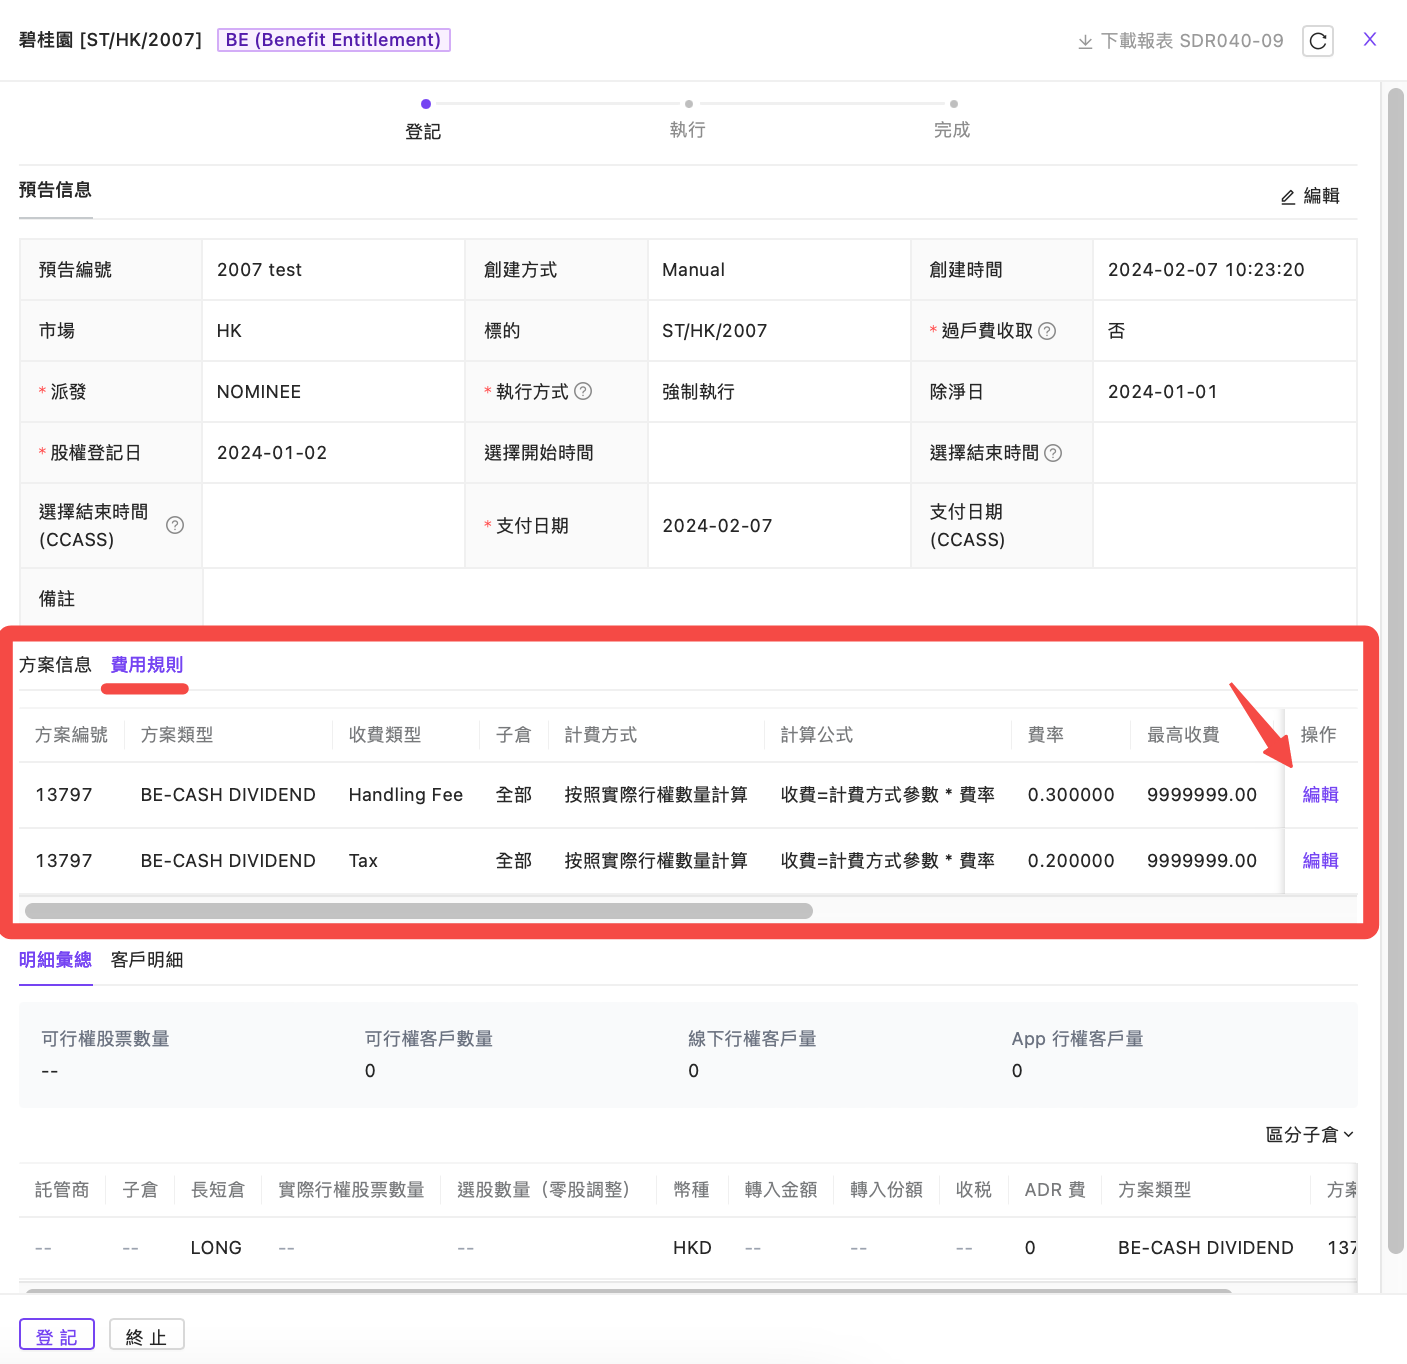 碧桂園 [ST/HK/2007] BE (Benefit Entitlement) 下載報表 SDR040-09
登記 執行 完成
預告信息 編輯
預告編號 2007 test 創建方式 Manual 創建時間 2024-02-07 10:23:20
市場 HK 標的 ST/HK/2007 * 過戶費收取 ? 否
* 派發 NOMINEE * 執行方式 ? 強制執行 除淨日 2024-01-01
* 股權登記日 2024-01-02 選擇開始時間 選擇結束時間 ?
選擇結束時間 (CCASS) ? * 支付日期 2024-02-07 支付日期 (CCASS)
備註
方案信息 費用規則
方案編號 方案類型 收費類型 子倉 計費方式 計算公式 費率 最高收費 操作
13797 BE-CASH DIVIDEND Handling Fee 全部 按照實際行權數量計算 收費=計費方式參數 * 費率 0.300000 9999999.00 編輯
13797 BE-CASH DIVIDEND Tax 全部 按照實際行權數量計算 收費=計費方式參數 * 費率 0.200000 9999999.00 編輯
明細彙總 客戶明細
可行權股票數量 可行權客戶數量 線下行權客戶量 App 行權客戶量
-- 0 0 0
區分子倉
託管商 子倉 長短倉 實際行權股票數量 選股數量（零股調整） 幣種 轉入金額 轉入份額 收税 ADR 費 方案類型 方案
-- -- LONG -- -- HKD -- -- -- 0 BE-CASH DIVIDEND 137
登 記 終 止